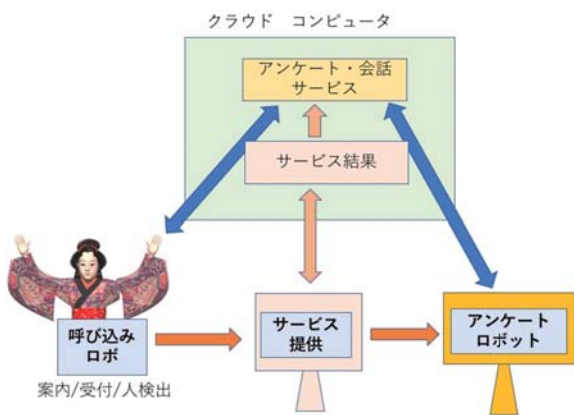 クラウド　コンピュータ
アンケート・会話
サービス
サービス結果
呼び込み
ロボ
案内/受付/人検出
サービス
提供
アンケート
ロボット